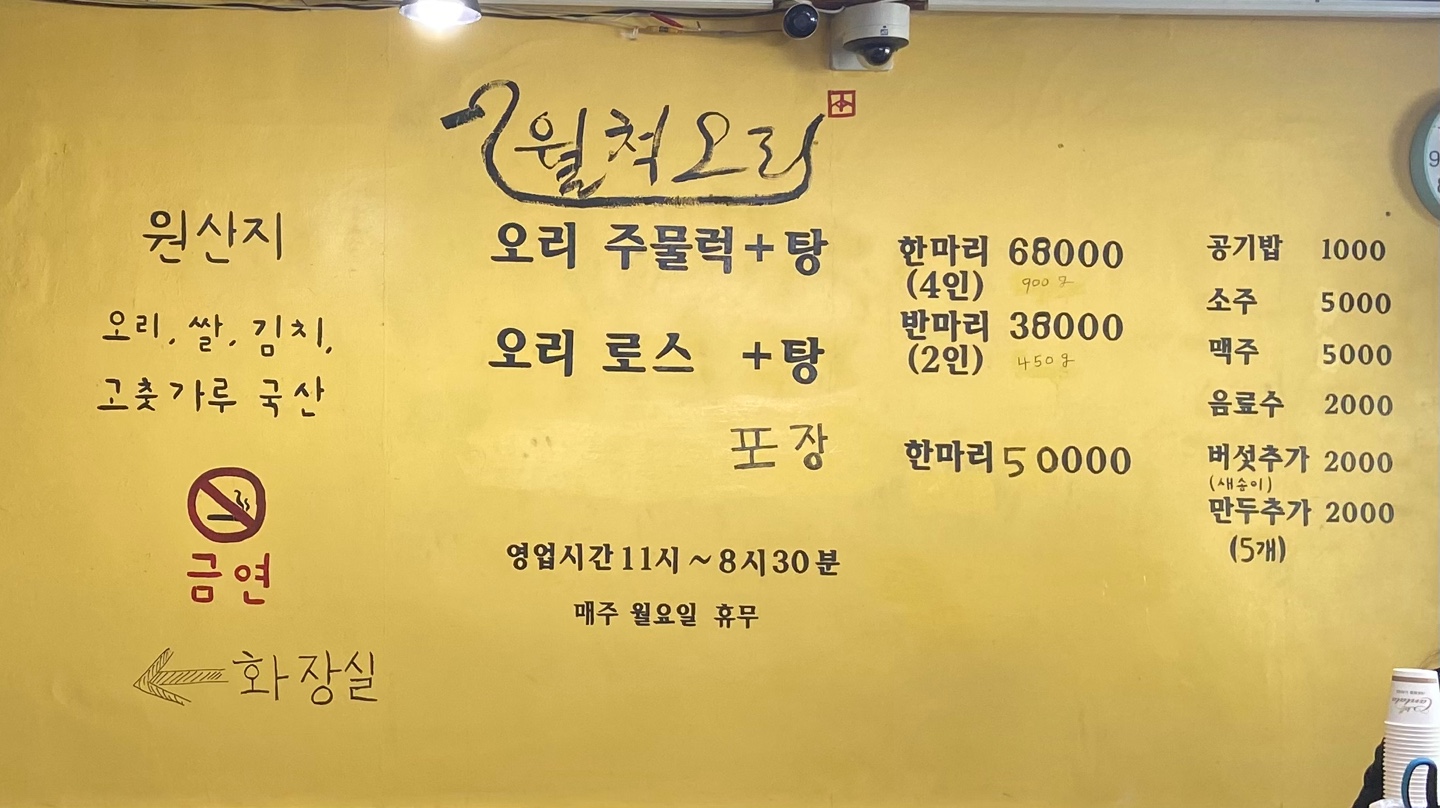 월척오리
원산지
오리, 쌀, 김치,
고춧가루 국산
금연
화장실
오리 주물럭+탕
오리 로스 +탕
포장
한마리 68000
(4인) 900g
반마리 38000
(2인) 450g
한마리 50000
공기밥 1000
소주 5000
맥주 5000
음료수 2000
버섯추가 2000
(새송이)
만두추가 2000
(5개)
영업시간 11시~8시30분
매주 월요일 휴무
9